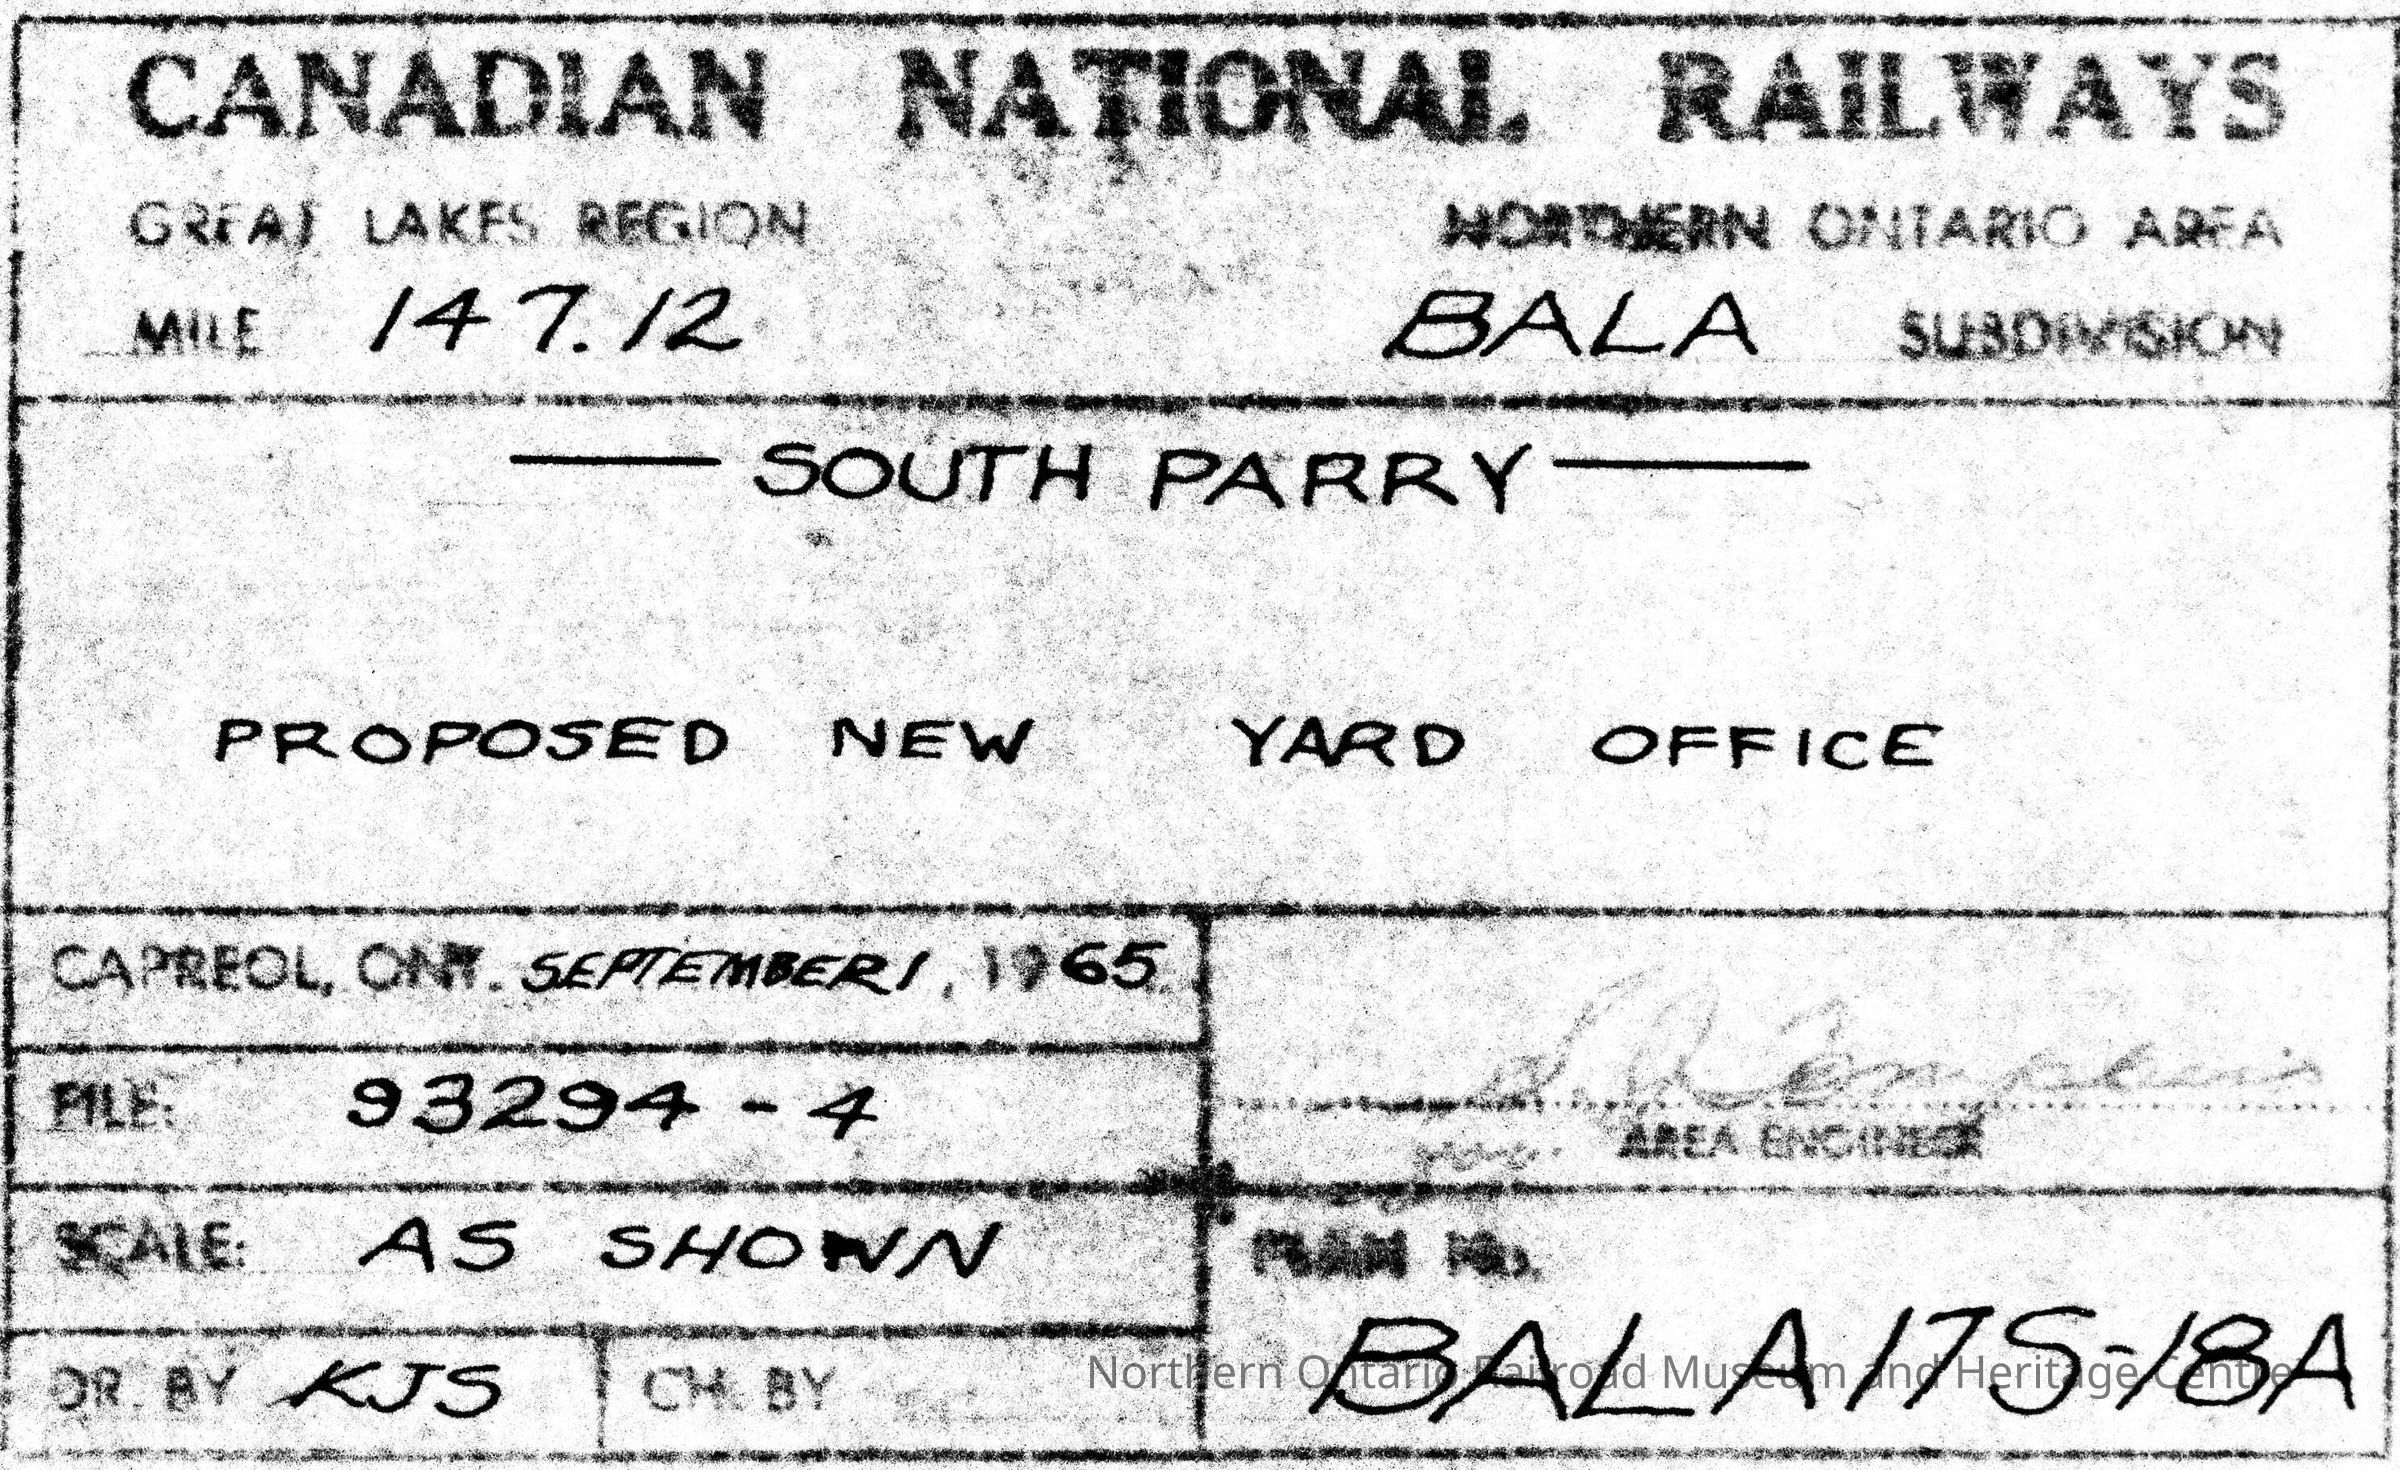 CANADIAN NATIONAL RAILWAYS
GREAT LAKES REGION NORTHERN ONTARIO AREA
MILE 147.12 BALA SUBDIVISION
SOUTH PARRY
PROPOSED NEW YARD OFFICE
CAPREOL, ONT. SEPTEMBER 1, 1965.
FILE: 93294-4
AREA ENGINEER
SCALE: AS SHOWN
PLAN No.
BALA 17S-18A
DR. BY KJS CH. BY
Northern Ontario Railroad Museum and Heritage Centre